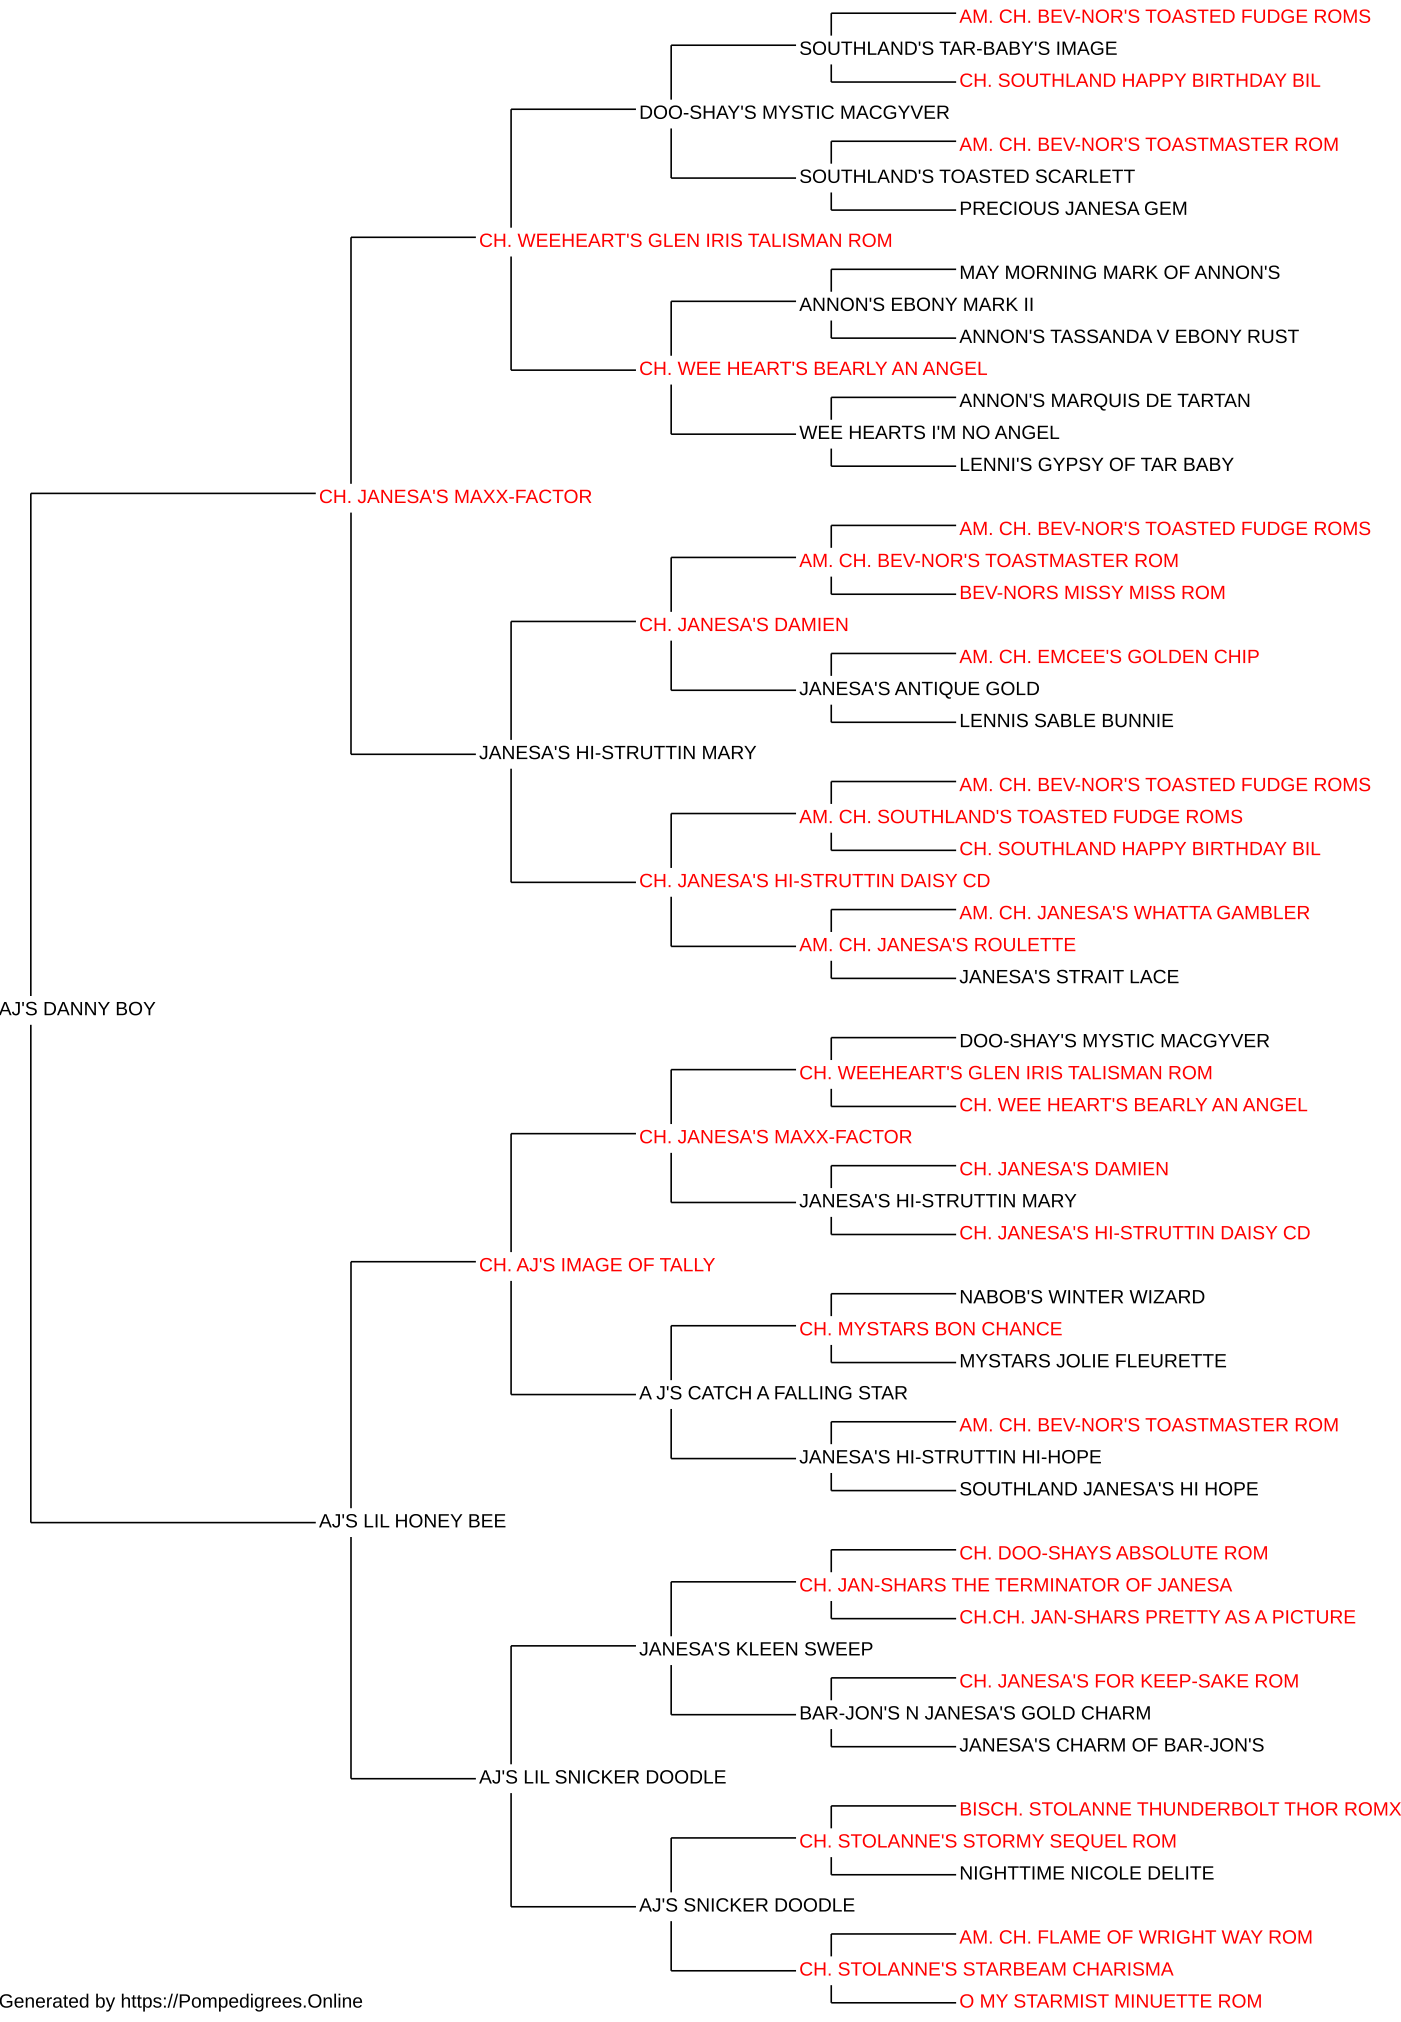 AM. CH. BEV-NOR'S TOASTED FUDGE ROMS
SOUTHLAND'S TAR-BABY'S IMAGE
CH. SOUTHLAND HAPPY BIRTHDAY BIL
DOO-SHAY'S MYSTIC MACGYVER
AM. CH. BEV-NOR'S TOASTMASTER ROM
SOUTHLAND'S TOASTED SCARLETT
PRECIOUS JANESA GEM
CH. WEEHEART'S GLEN IRIS TALISMAN ROM
MAY MORNING MARK OF ANNON'S
ANNON'S EBONY MARK II
ANNON'S TASSANDA V EBONY RUST
CH. WEE HEART'S BEARLY AN ANGEL
ANNON'S MARQUIS DE TARTAN
WEE HEARTS I'M NO ANGEL
LENNI'S GYPSY OF TAR BABY
CH. JANESA'S MAXX-FACTOR
AM. CH. BEV-NOR'S TOASTED FUDGE ROMS
AM. CH. BEV-NOR'S TOASTMASTER ROM
BEV-NORS MISSY MISS ROM
CH. JANESA'S DAMIEN
AM. CH. EMCEE'S GOLDEN CHIP
JANESA'S ANTIQUE GOLD
LENNIS SABLE BUNNIE
JANESA'S HI-STRUTTIN MARY
AM. CH. BEV-NOR'S TOASTED FUDGE ROMS
AM. CH. SOUTHLAND'S TOASTED FUDGE ROMS
CH. SOUTHLAND HAPPY BIRTHDAY BIL
CH. JANESA'S HI-STRUTTIN DAISY CD
AM. CH. JANESA'S WHATTA GAMBLER
AM. CH. JANESA'S ROULETTE
JANESA'S STRAIT LACE
AJ'S DANNY BOY
DOO-SHAY'S MYSTIC MACGYVER
CH. WEEHEART'S GLEN IRIS TALISMAN ROM
CH. WEE HEART'S BEARLY AN ANGEL
CH. JANESA'S MAXX-FACTOR
CH. JANESA'S DAMIEN
JANESA'S HI-STRUTTIN MARY
CH. JANESA'S HI-STRUTTIN DAISY CD
CH. AJ'S IMAGE OF TALLY
NABOB'S WINTER WIZARD
CH. MYSTARS BON CHANCE
MYSTARS JOLIE FLEURETTE
A J'S CATCH A FALLING STAR
AM. CH. BEV-NOR'S TOASTMASTER ROM
JANESA'S HI-STRUTTIN HI-HOPE
SOUTHLAND JANESA'S HI HOPE
AJ'S LIL HONEY BEE
CH. DOO-SHAYS ABSOLUTE ROM
CH. JAN-SHARS THE TERMINATOR OF JANESA
CH.CH. JAN-SHARS PRETTY AS A PICTURE
JANESA'S KLEEN SWEEP
CH. JANESA'S FOR KEEP-SAKE ROM
BAR-JON'S N JANESA'S GOLD CHARM
JANESA'S CHARM OF BAR-JON'S
AJ'S LIL SNICKER DOODLE
BISCH. STOLANNE THUNDERBOLT THOR ROMX
CH. STOLANNE'S STORMY SEQUEL ROM
NIGHTTIME NICOLE DELITE
AJ'S SNICKER DOODLE
AM. CH. FLAME OF WRIGHT WAY ROM
CH. STOLANNE'S STARBEAM CHARISMA
O MY STARMIST MINUETTE ROM
Generated by https://Pompedigrees.Online